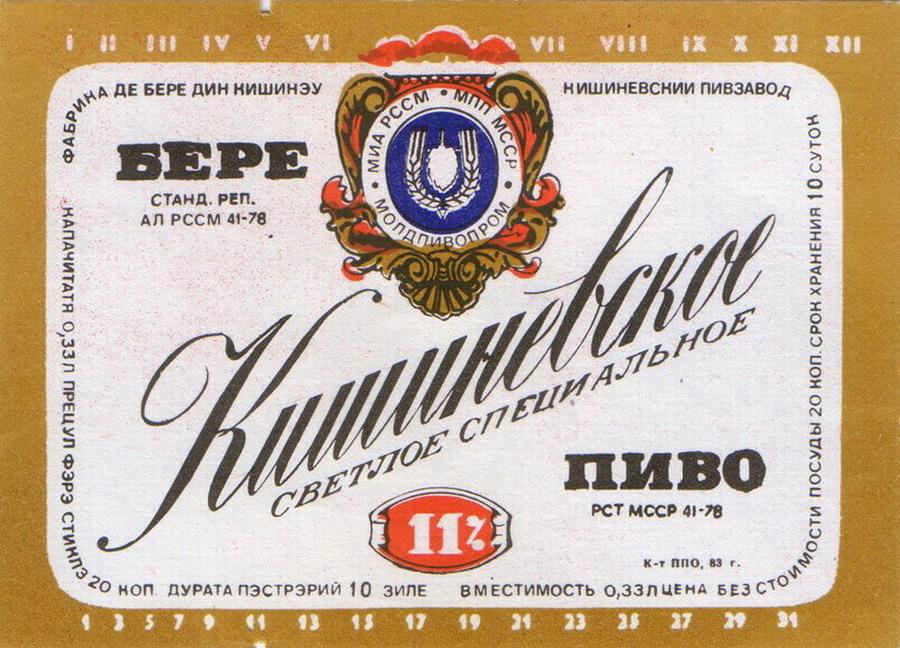 I II III IV V VI VII VIII IX X XI XII
ФАБРИКА ДЕ БЕРЕ ДИН КИШИНЭУ
КИШИНЕВСКИЙ ПИВЗАВОД
МИА РССМ • МПП МССР • МОЛДПИВОПРОМ •
БЕРЕ
СТАНД. РЕП.
АЛ РССМ 41-78
Кишиневское
СВЕТЛОЕ СПЕЦИАЛЬНОЕ
ПИВО
РСТ МССР 41-78
11%
К-т ППО, 83 г.
КАПАЧИТАТЯ 0,33Л ПРЕЦУЛ ФЭРЭ СТИКЛЭ 20 КОП. ДУРАТА ПЭСТРЭРИЙ 10 ЗИЛЕ
ВМЕСТИМОСТЬ 0,33Л ЦЕНА БЕЗ СТОИМОСТИ ПОСУДЫ 20 КОП. СРОК ХРАНЕНИЯ 10 СУТОК
1 3 5 7 9 11 13 15 17 19 21 23 25 27 29 31